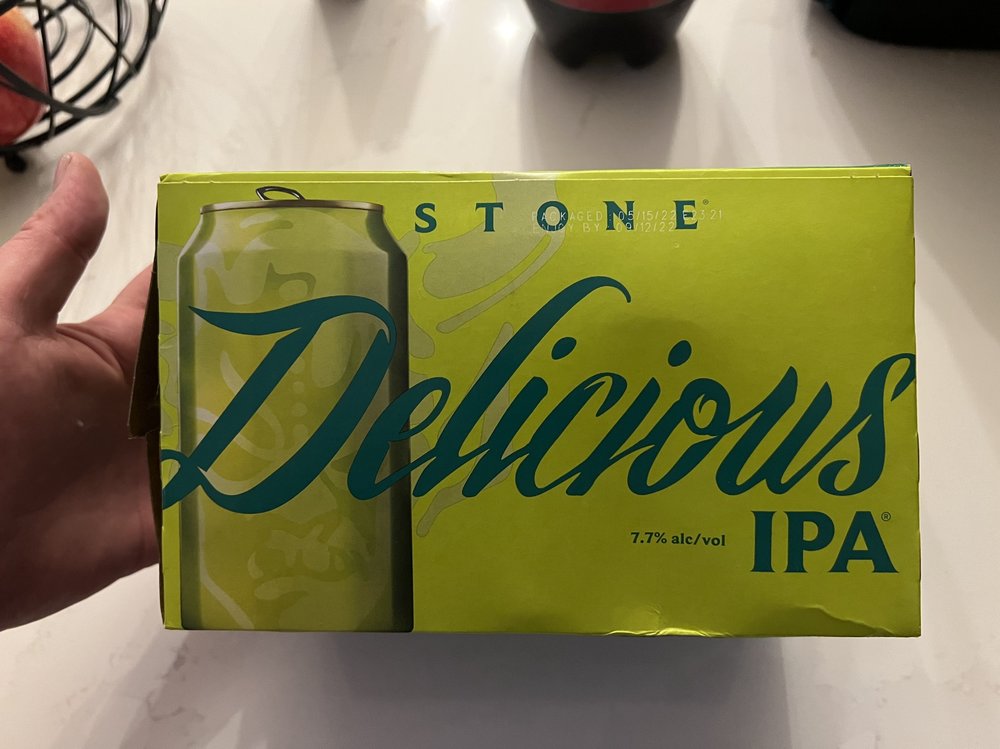 STONE®
PACKAGED 05/15/22
ENJOY BY 09/12/22
Delicious
IPA®
7.7% alc/vol